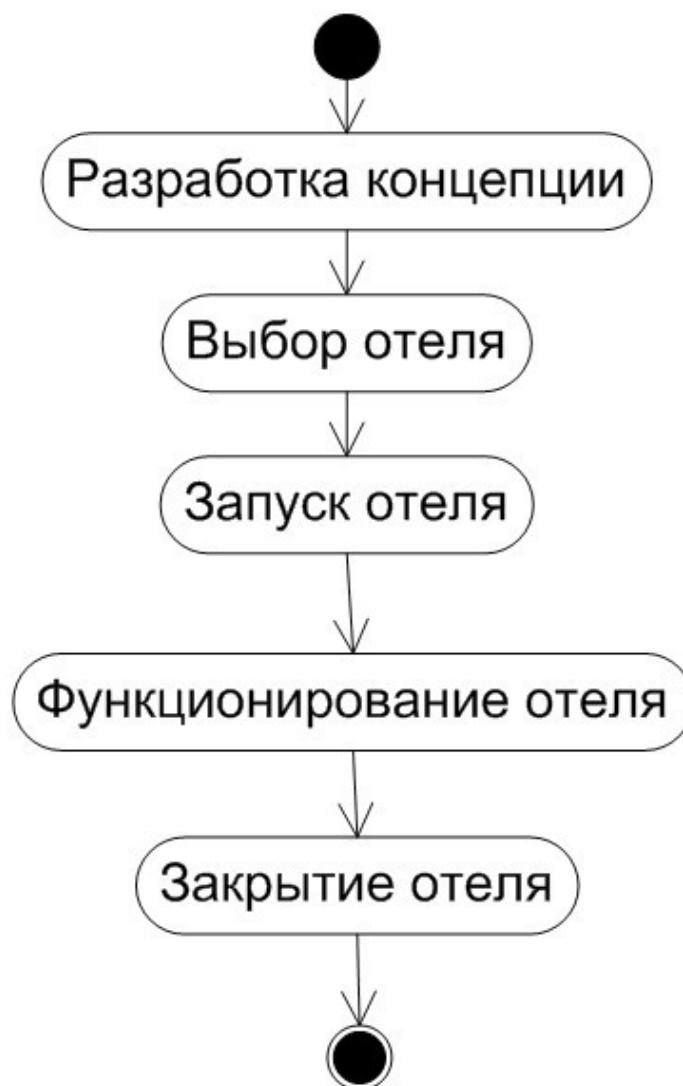 Разработка концепции
Выбор отеля
Запуск отеля
Функционирование отеля
Закрытие отеля